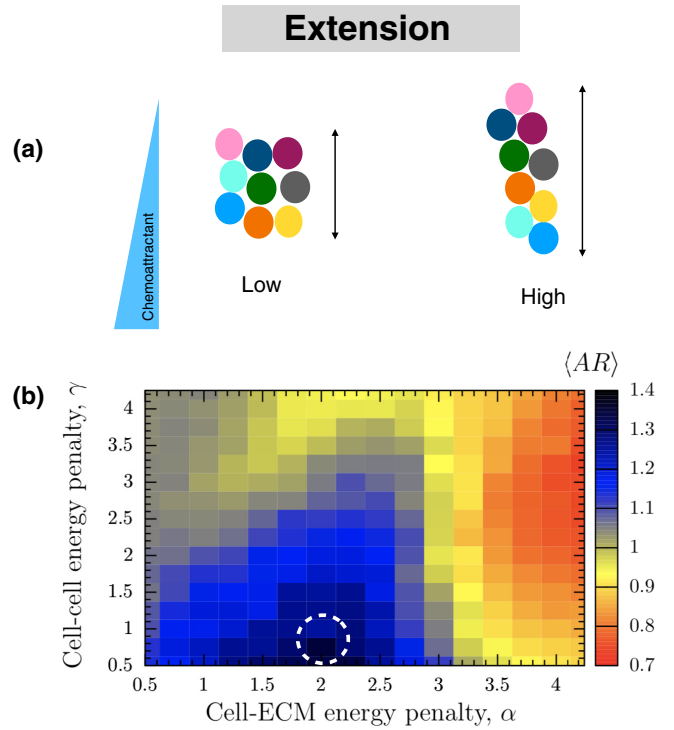 Extension
(a)
Chemoattractant
Low
High
(b)
⟨AR⟩
Cell-cell energy penalty, γ
4
3.5
3
2.5
2
1.5
1
0.5
0.5 1 1.5 2 2.5 3 3.5 4
Cell-ECM energy penalty, α
1.4
1.3
1.2
1.1
1
0.9
0.8
0.7